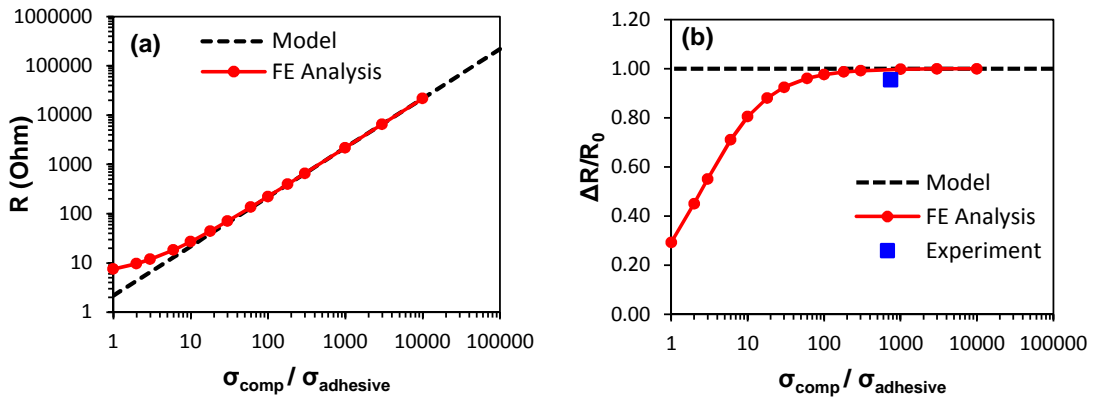 (a)
Model
FE Analysis
1000000
100000
10000
1000
100
10
1
R (Ohm)
1 10 100 1000 10000 100000
σcomp / σadhesive
(b)
Model
FE Analysis
Experiment
1.20
1.00
0.80
0.60
0.40
0.20
0.00
ΔR/R0
1 10 100 1000 10000 100000
σcomp / σadhesive